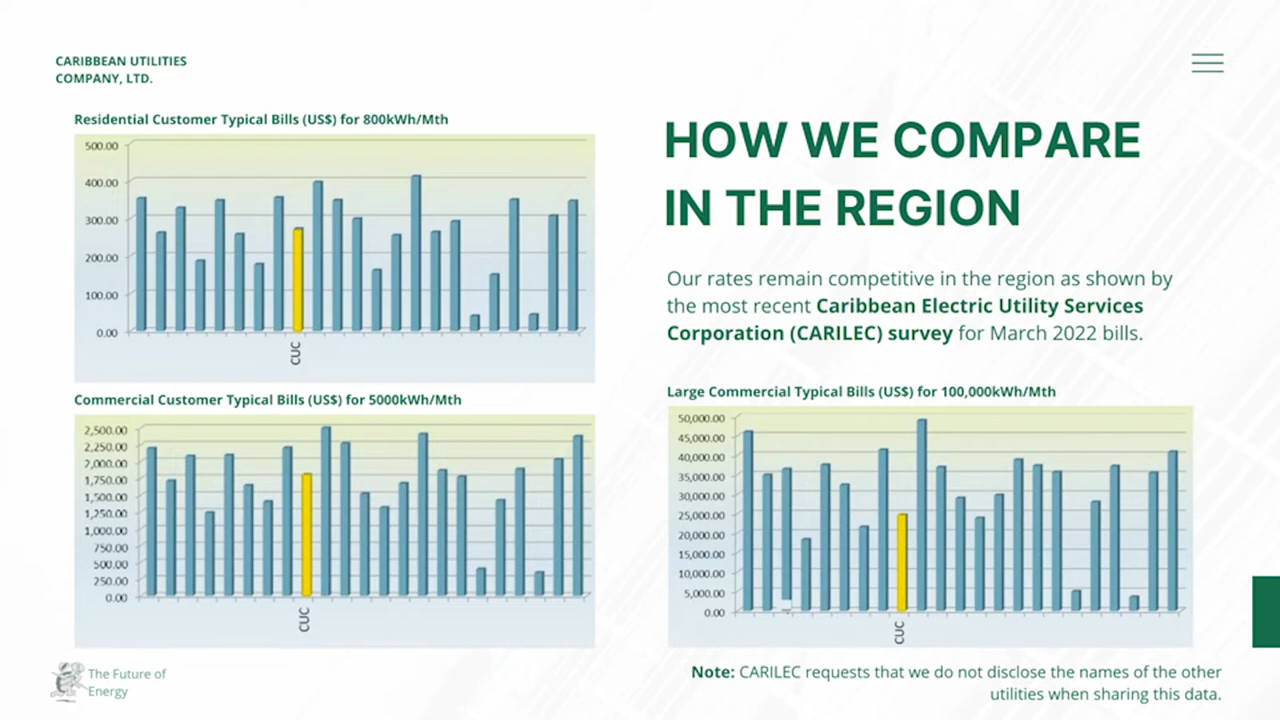 CARIBBEAN UTILITIES
COMPANY, LTD.
Residential Customer Typical Bills (US$) for 800kWh/Mth
500.00
400.00
300.00
200.00
100.00
0.00
CUC
Commercial Customer Typical Bills (US$) for 5000kWh/Mth
2,500.00
2,250.00
2,000.00
1,750.00
1,500.00
1,250.00
1,000.00
750.00
500.00
250.00
0.00
CUC
The Future of
Energy
HOW WE COMPARE
IN THE REGION
Our rates remain competitive in the region as shown by
the most recent Caribbean Electric Utility Services
Corporation (CARILEC) survey for March 2022 bills.
Large Commercial Typical Bills (US$) for 100,000kWh/Mth
50,000.00
45,000.00
40,000.00
35,000.00
30,000.00
25,000.00
20,000.00
15,000.00
10,000.00
5,000.00
0.00
CUC
Note: CARILEC requests that we do not disclose the names of the other
utilities when sharing this data.